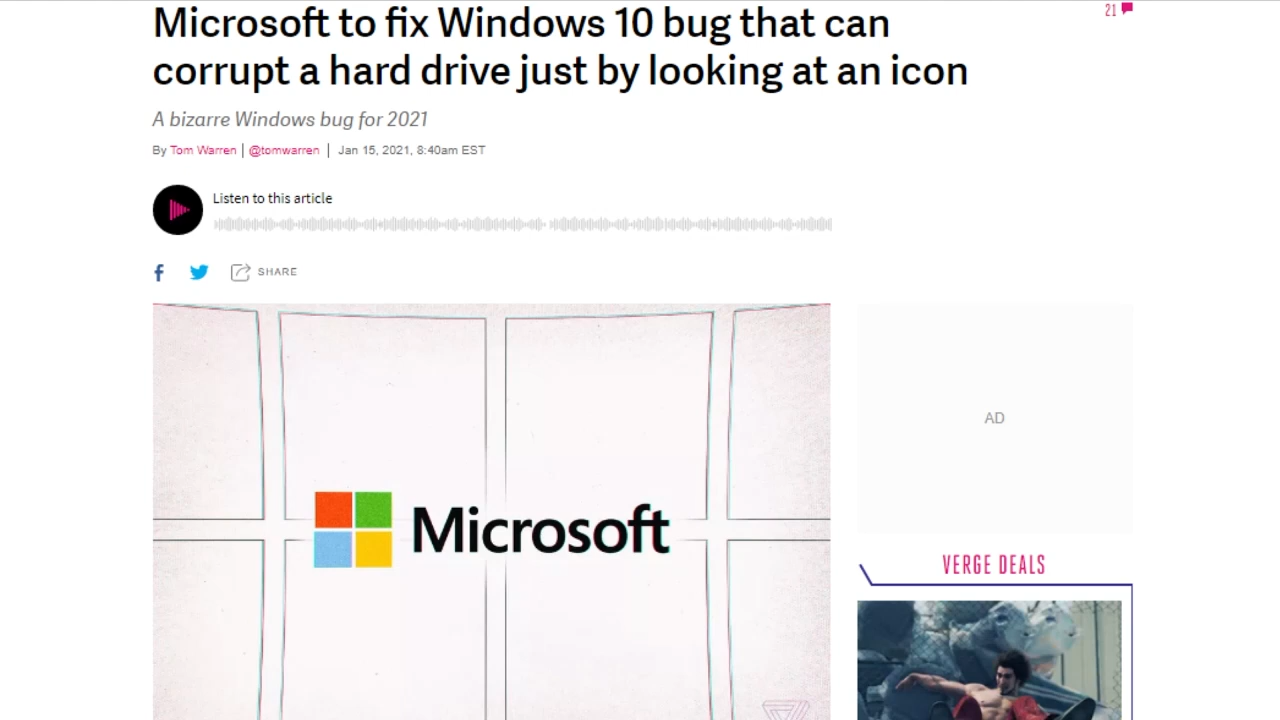 Microsoft to fix Windows 10 bug that can
corrupt a hard drive just by looking at an icon
21
A bizarre Windows bug for 2021
By Tom Warren | @tomwarren | Jan 15, 2021, 8:40am EST
Listen to this article
SHARE
Microsoft
AD
VERGE DEALS